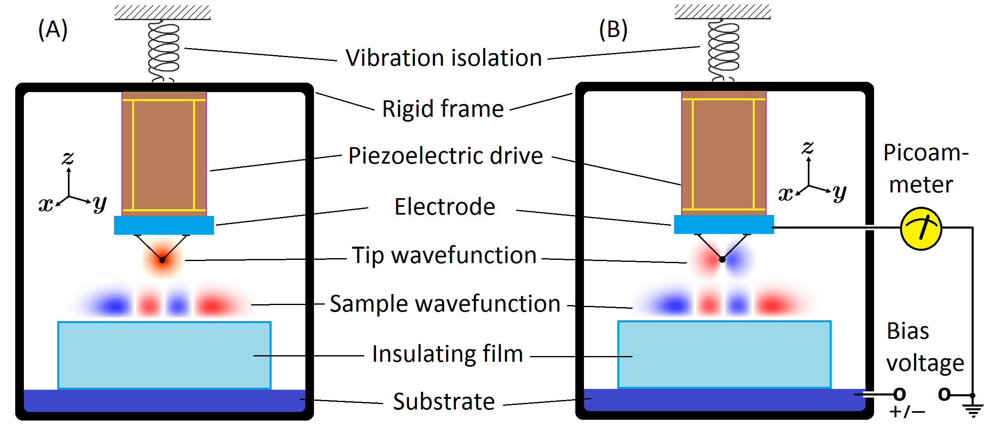 (A)
(B)
Vibration isolation
Rigid frame
Piezoelectric drive
Electrode
Tip wavefunction
Sample wavefunction
Insulating film
Substrate
z
x
y
z
x
y
Picoam-
meter
Bias
voltage
+/−